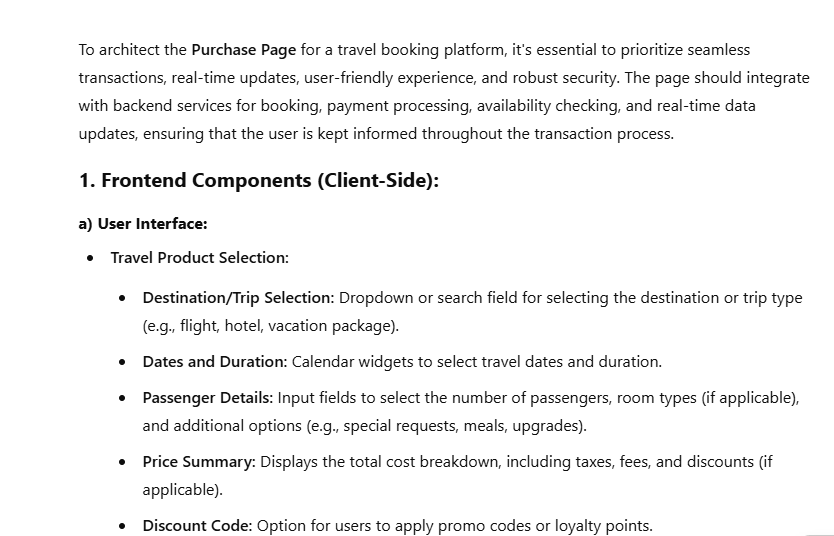 To architect the Purchase Page for a travel booking platform, it's essential to prioritize seamless
transactions, real-time updates, user-friendly experience, and robust security. The page should integrate
with backend services for booking, payment processing, availability checking, and real-time data
updates, ensuring that the user is kept informed throughout the transaction process.
1. Frontend Components (Client-Side):
a) User Interface:
• Travel Product Selection:
• Destination/Trip Selection: Dropdown or search field for selecting the destination or trip type
(e.g., flight, hotel, vacation package).
• Dates and Duration: Calendar widgets to select travel dates and duration.
• Passenger Details: Input fields to select the number of passengers, room types (if applicable),
and additional options (e.g., special requests, meals, upgrades).
• Price Summary: Displays the total cost breakdown, including taxes, fees, and discounts (if
applicable).
• Discount Code: Option for users to apply promo codes or loyalty points.